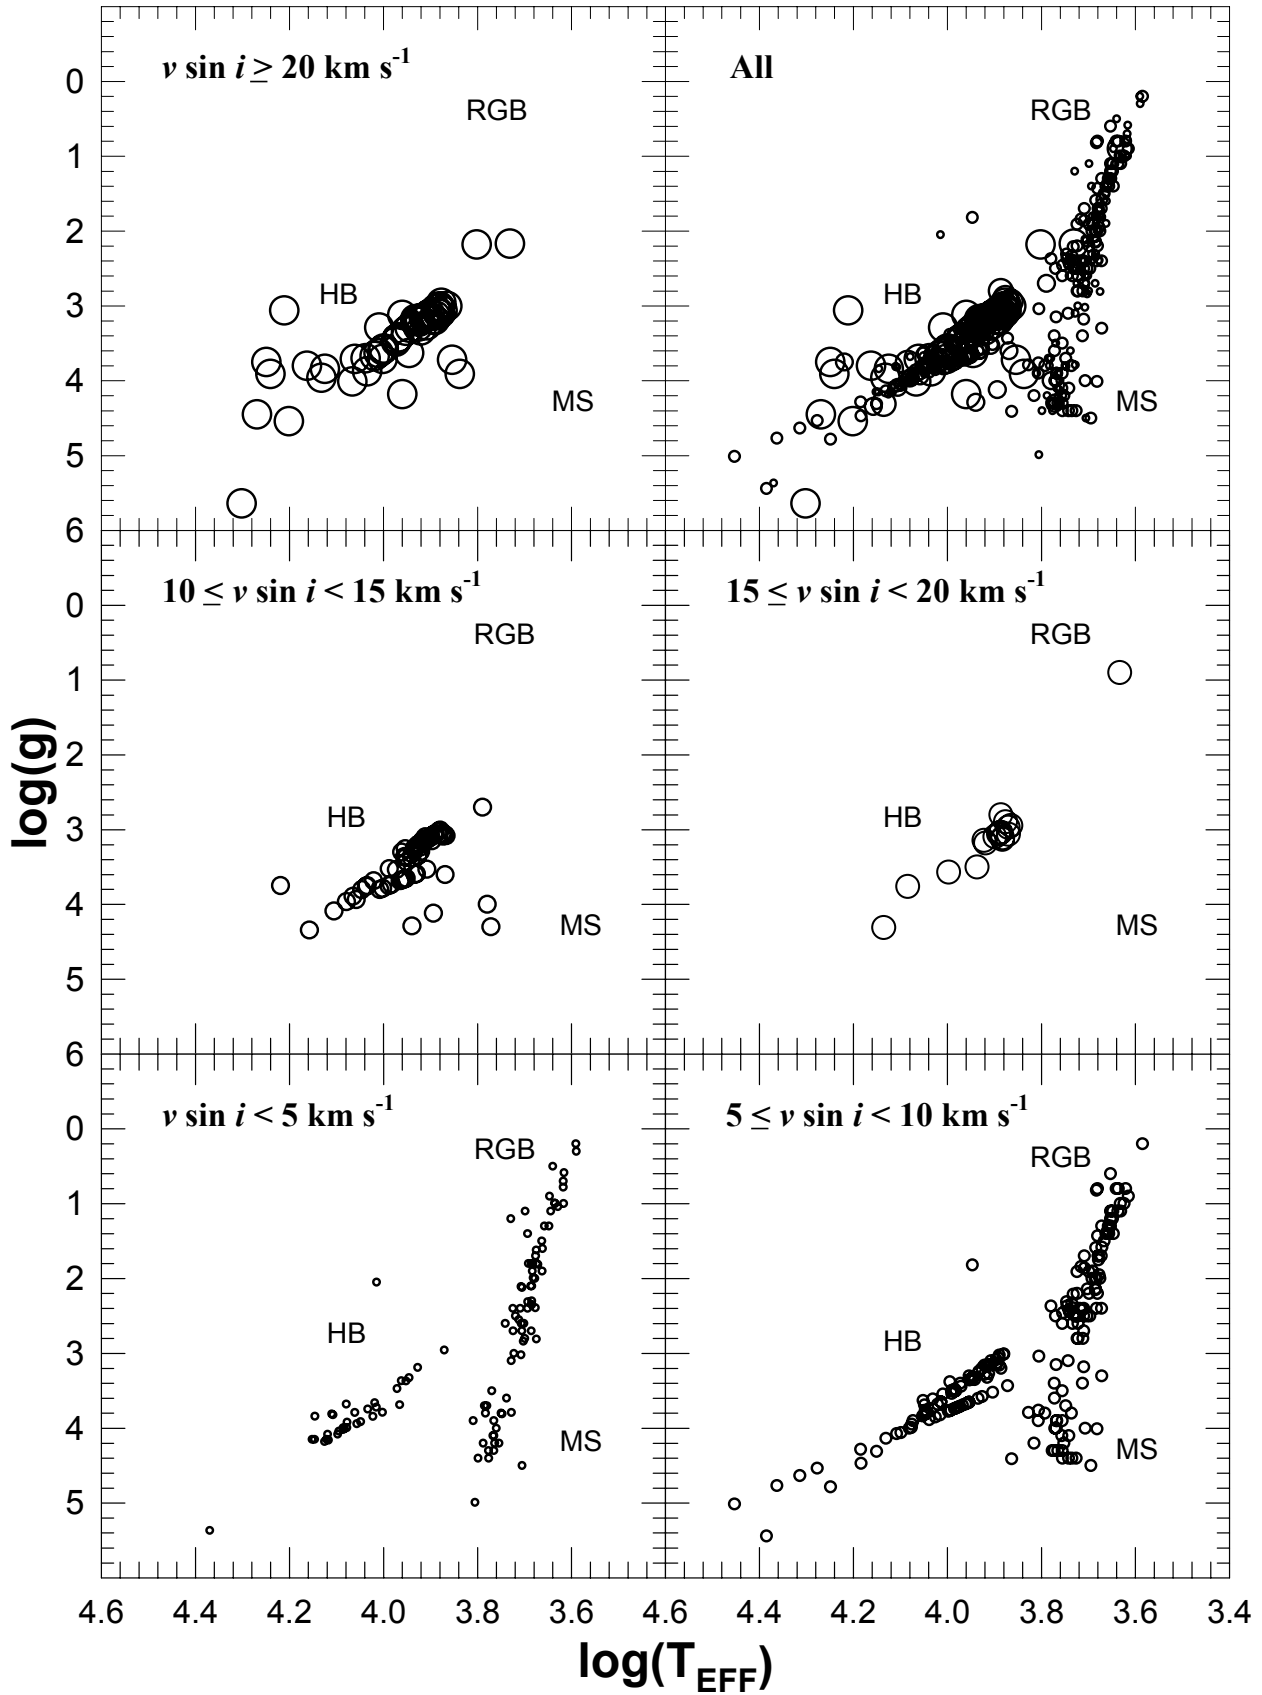 v sin i ≥ 20 km s⁻¹
All
0
RGB
RGB
1
2
HB
HB
3
4
MS
MS
5
6
10 ≤ v sin i < 15 km s⁻¹
15 ≤ v sin i < 20 km s⁻¹
0
RGB
RGB
1
2
HB
HB
3
4
MS
MS
5
6
v sin i < 5 km s⁻¹
5 ≤ v sin i < 10 km s⁻¹
0
RGB
RGB
1
2
HB
HB
3
4
MS
MS
5
log(g)
4.6 4.4 4.2 4.0 3.8 3.6 4.6 4.4 4.2 4.0 3.8 3.6 3.4
log(T_EFF)